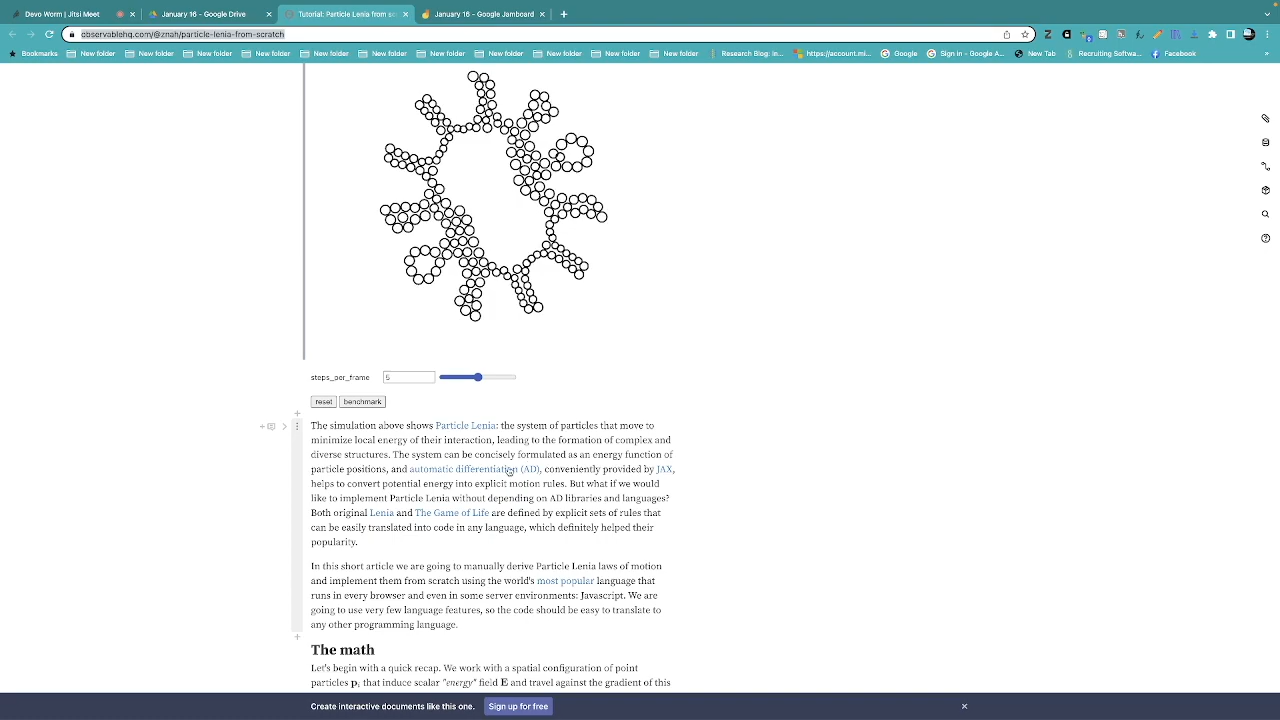 Devo Worm | Jitsi Meet
January 16 - Google Drive
Tutorial: Particle Lenia from sc
January 16 - Google Jamboard
observablehq.com/@znah/particle-lenia-from-scratch
Bookmarks New folder New folder New folder New folder New folder New folder New folder New folder New folder New folder New folder Research Blog: In... https://account.mi... Google Sign in – Google A... New Tab Recruiting Softwa... Facebook
steps_per_frame 5
reset benchmark
The simulation above shows Particle Lenia: the system of particles that move to
minimize local energy of their interaction, leading to the formation of complex and
diverse structures. The system can be concisely formulated as an energy function of
particle positions, and automatic differentiation (AD), conveniently provided by JAX,
helps to convert potential energy into explicit motion rules. But what if we would
like to implement Particle Lenia without depending on AD libraries and languages?
Both original Lenia and The Game of Life are defined by explicit sets of rules that
can be easily translated into code in any language, which definitely helped their
popularity.
In this short article we are going to manually derive Particle Lenia laws of motion
and implement them from scratch using the world's most popular language that
runs in every browser and even in some server environments: Javascript. We are
going to use very few language features, so the code should be easy to translate to
any other programming language.
The math
Let's begin with a quick recap. We work with a spatial configuration of point
particles pᵢ that induce scalar "energy" field E and travel against the gradient of this
Create interactive documents like this one. Sign up for free